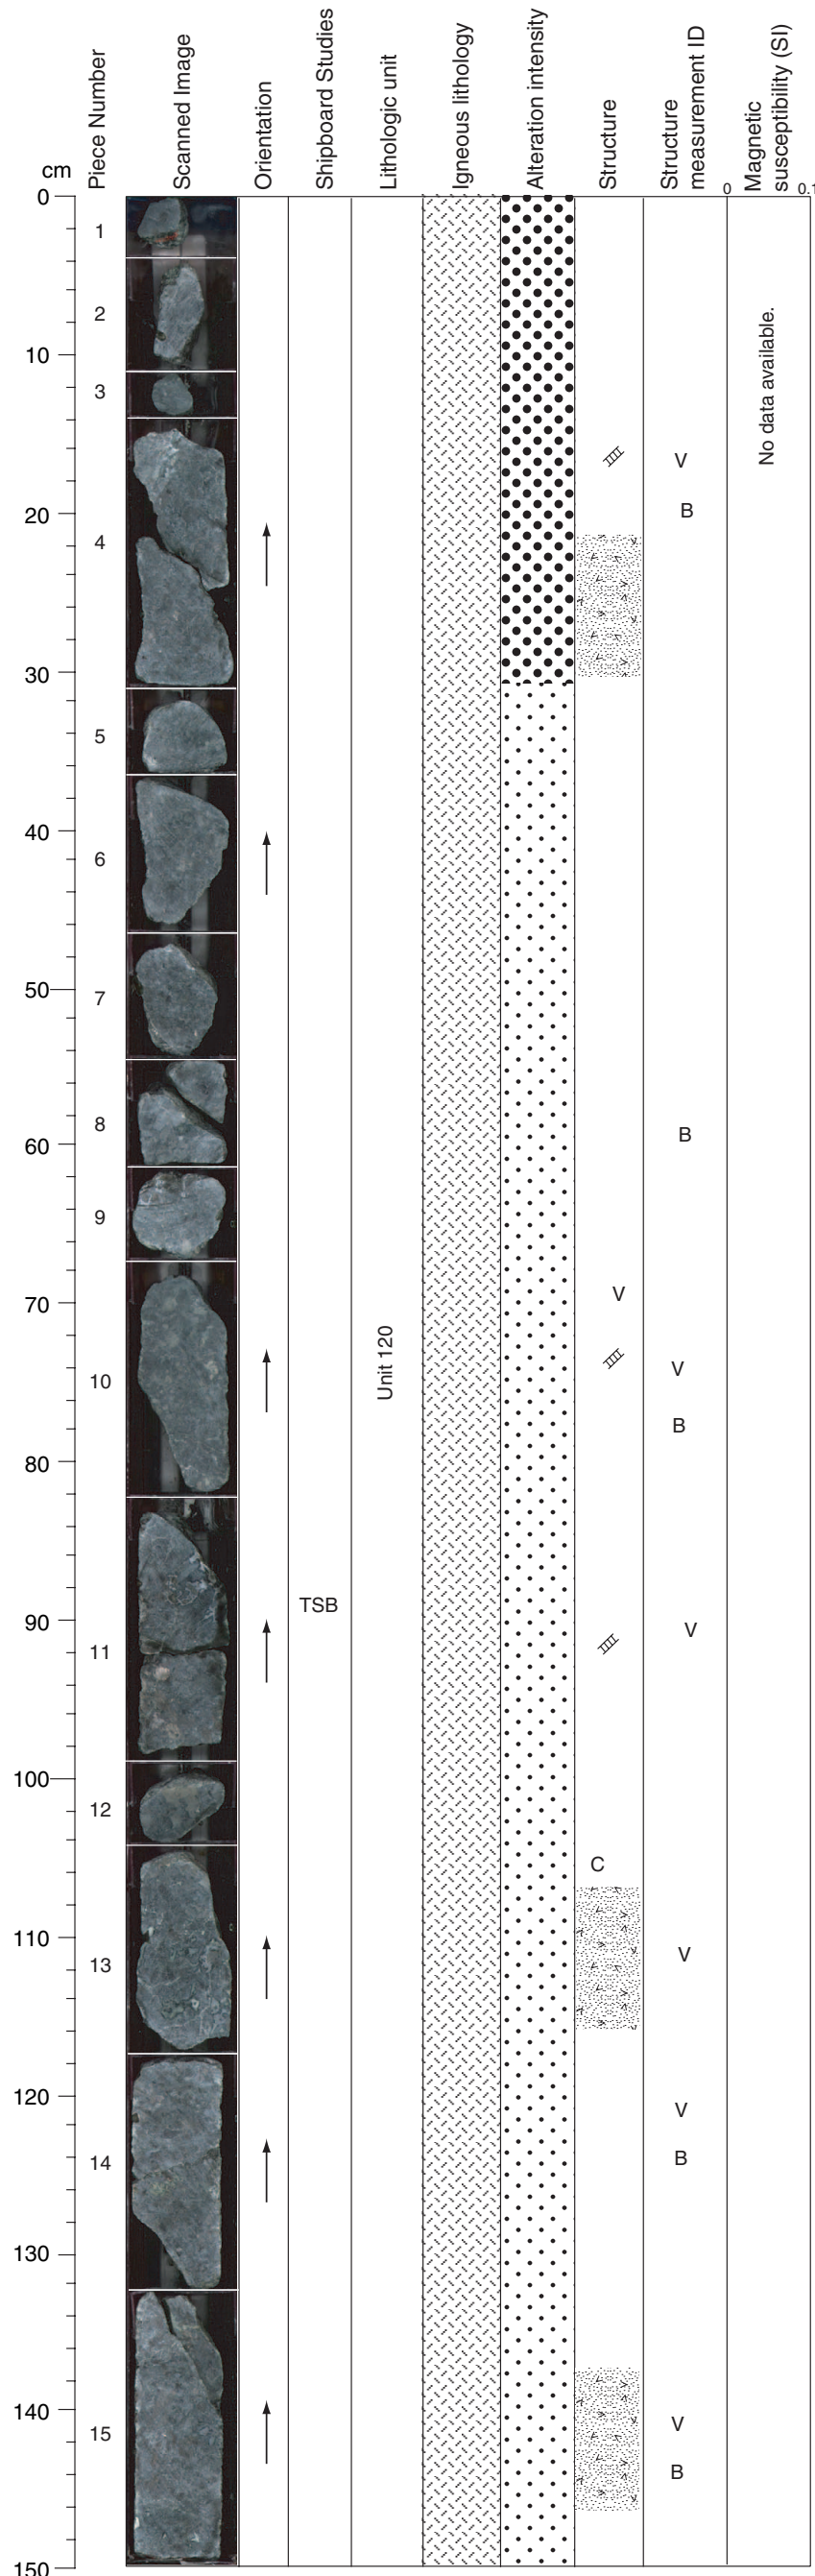 cm
Piece Number
Scanned Image
Orientation
Shipboard Studies
Lithologic unit
Igneous lithology
Alteration intensity
Structure
Structure
measurement ID
Magnetic
susceptibility (SI)
0
0
0.1
1
2
No data available.
10
3
V
B
20
4
30
5
40
6
50
7
8
B
60
9
V
70
Unit 120
V
10
B
80
TSB
90
V
11
100
12
C
110
V
13
120
V
B
14
130
140
V
15
B
150